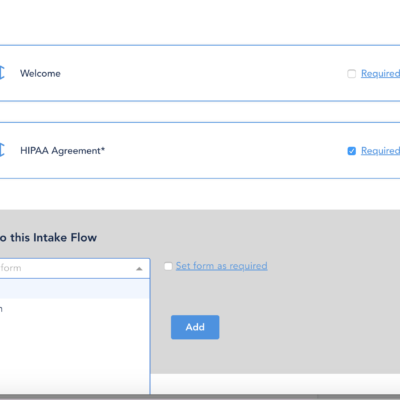 Welcome
Required
HIPAA Agreement*
Required
o this Intake Flow
form
Set form as required
Add